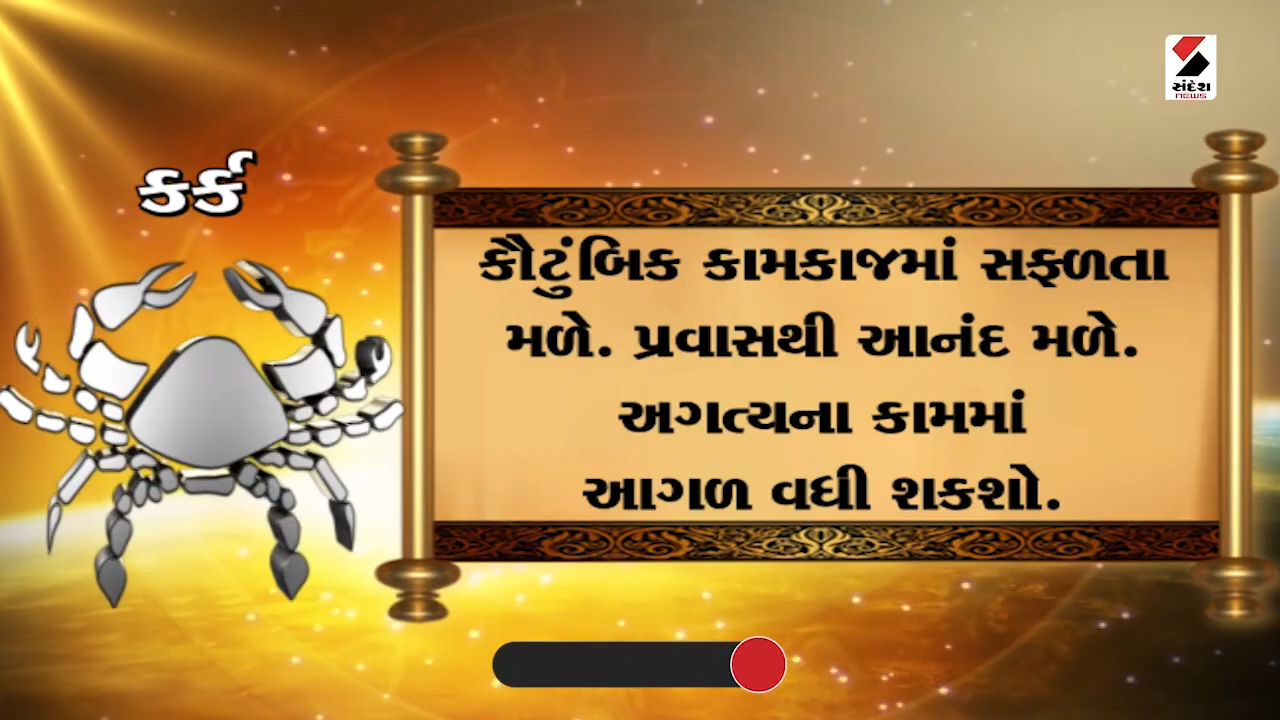 સંદેશ
NEWS
કર્ક
કૌટુંબિક કામકાજમાં સફળતા
મળે. પ્રવાસથી આનંદ મળે.
અગત્યના કામમાં
આગળ વધી શકશો.